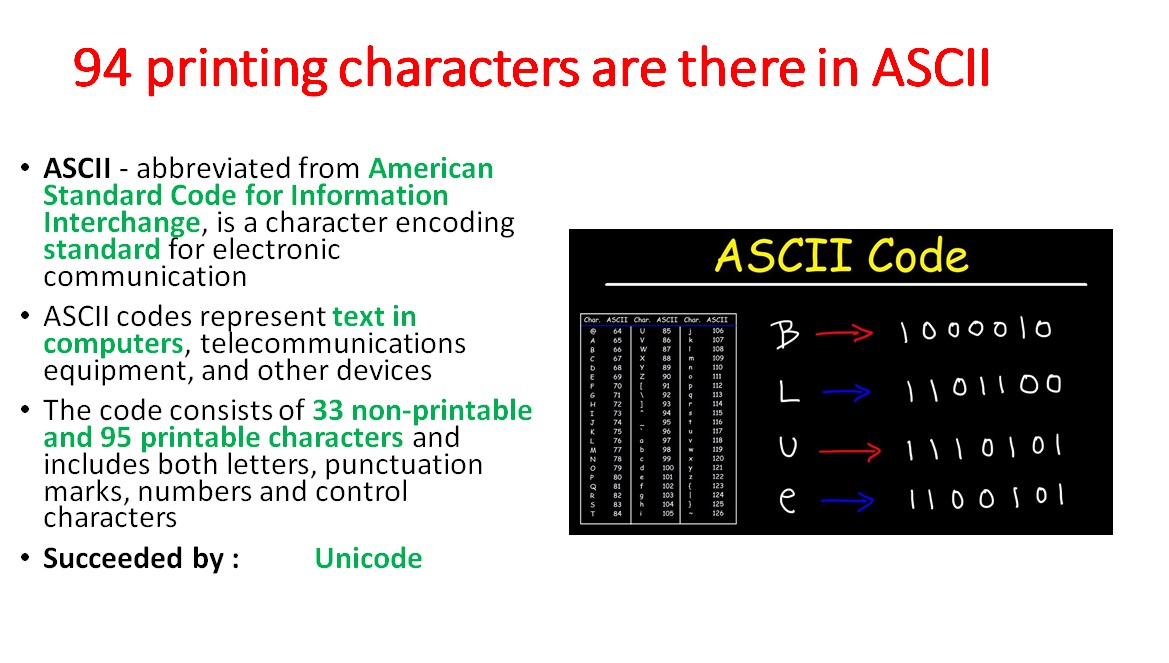 94 printing characters are there in ASCII
• ASCII - abbreviated from American
Standard Code for Information
Interchange, is a character encoding
standard for electronic
communication
• ASCII codes represent text in
computers, telecommunications
equipment, and other devices
• The code consists of 33 non-printable
and 95 printable characters and
includes both letters, punctuation
marks, numbers and control
characters
• Succeeded by : Unicode
ASCII Code
Char. ASCII Char. ASCII Char. ASCII
@ 64 U 85 j 106
A 65 V 86 k 107
B 66 W 87 l 108
C 67 X 88 m 109
D 68 Y 89 n 110
E 69 Z 90 o 111
F 70 [ 91 p 112
G 71 \ 92 q 113
H 72 ] 93 r 114
I 73 ^ 94 s 115
J 74 _ 95 t 116
K 75 ` 96 u 117
L 76 a 97 v 118
M 77 b 98 w 119
N 78 c 99 x 120
O 79 d 100 y 121
P 80 e 101 z 122
Q 81 f 102 { 123
R 82 g 103 | 124
S 83 h 104 } 125
T 84 i 105 ~ 126
B → 1000010
L → 1101100
U → 1110101
e → 1100101